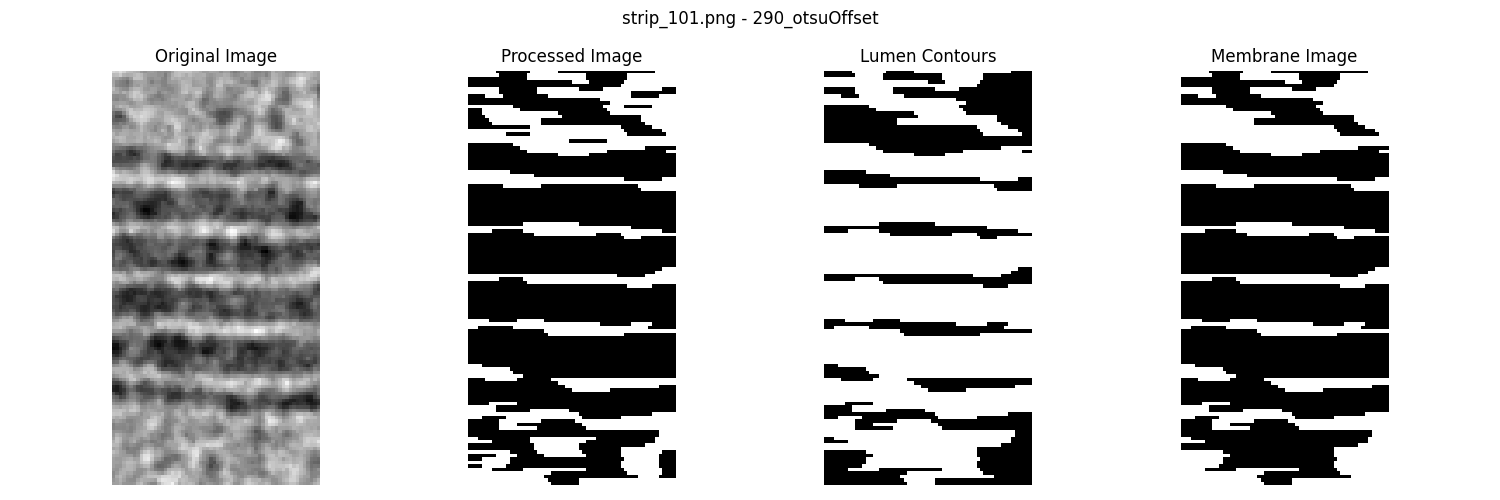 strip_101.png - 290_otsuOffset
Original Image
Processed Image
Lumen Contours
Membrane Image